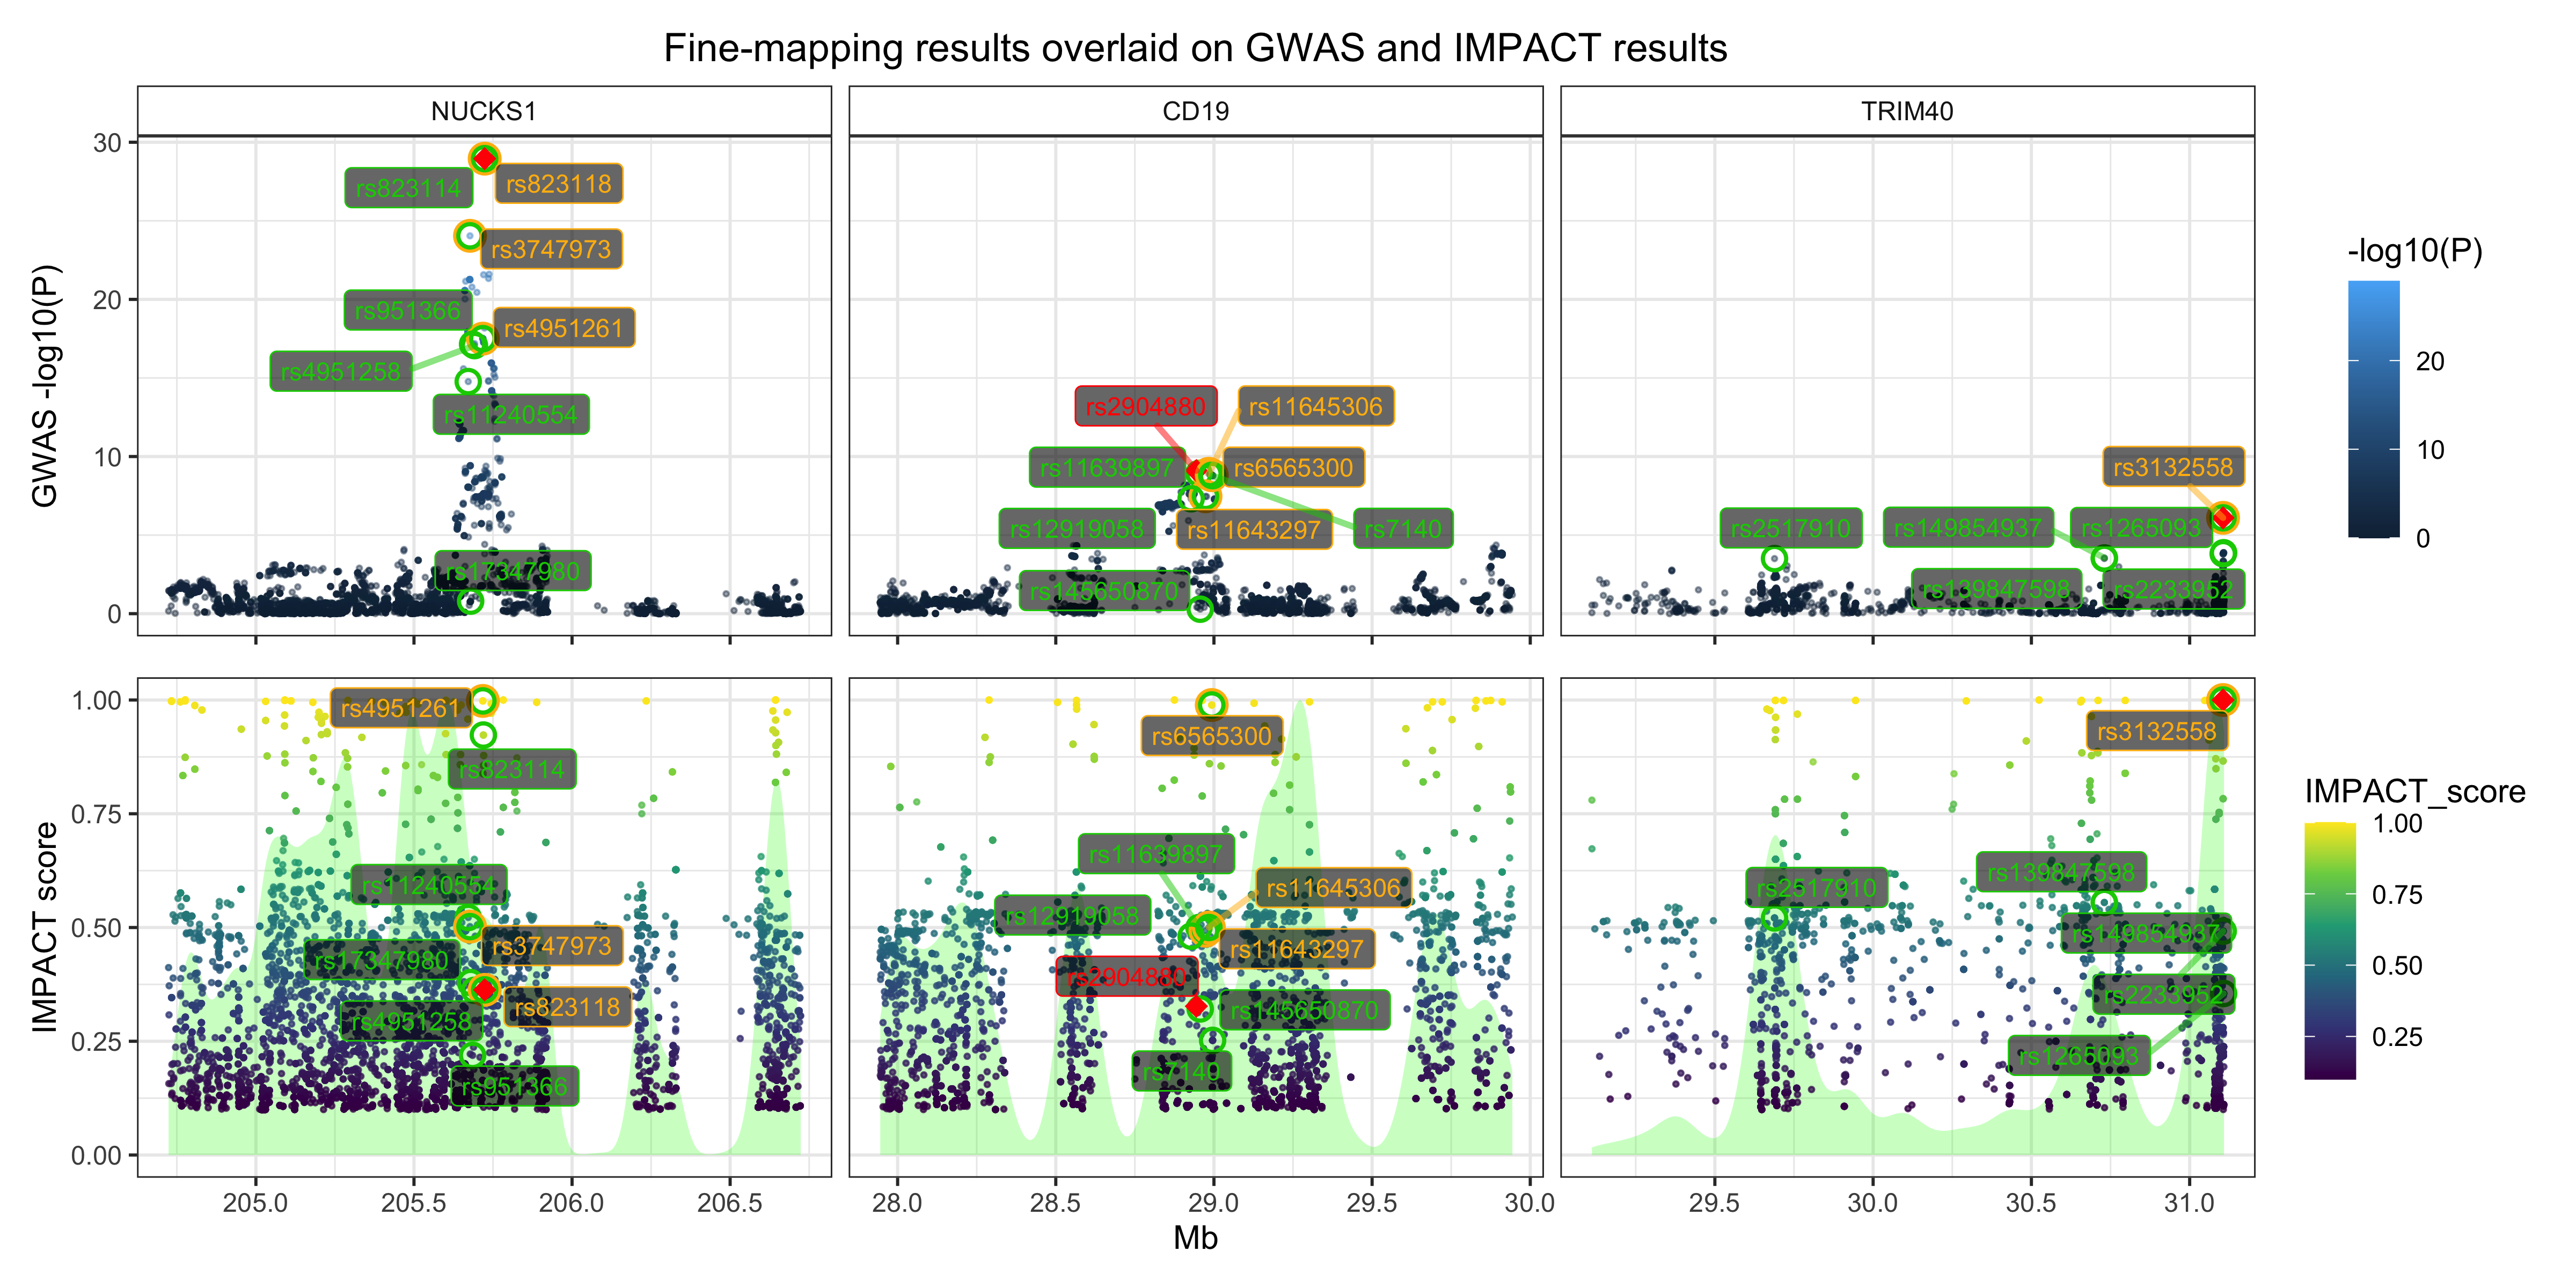 Fine-mapping results overlaid on GWAS and IMPACT results
NUCKS1
CD19
TRIM40
GWAS -log10(P)
30
20
10
0
rs823114
rs823118
rs3747973
rs951366
rs4951261
rs4951258
rs11240554
rs17347980
rs2904880
rs11645306
rs11639897
rs6565300
rs12919058
rs11643297
rs7140
rs145650870
rs3132558
rs2517910
rs149854937
rs1265093
rs139847598
rs2233952
-log10(P)
20
10
0
IMPACT score
1.00
0.75
0.50
0.25
0.00
rs4951261
rs823114
rs11240554
rs3747973
rs17347980
rs823118
rs4951258
rs951366
rs6565300
rs11639897
rs11645306
rs12919058
rs11643297
rs2904880
rs145650870
rs7140
rs3132558
rs139847598
rs2517910
rs149854937
rs2233952
rs1265093
IMPACT_score
1.00
0.75
0.50
0.25
205.0
205.5
206.0
206.5
28.0
28.5
29.0
29.5
30.0
29.5
30.0
30.5
31.0
Mb